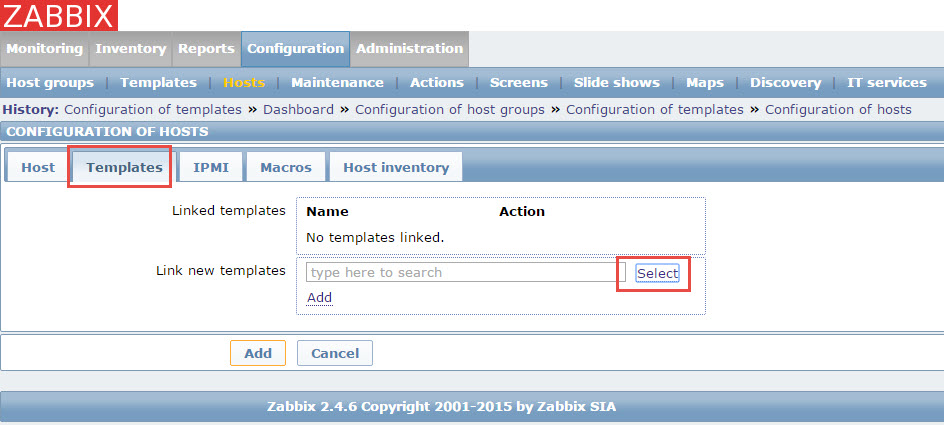 ZABBIX
Monitoring Inventory Reports Configuration Administration
Host groups | Templates | Hosts | Maintenance | Actions | Screens | Slide shows | Maps | Discovery | IT services
History: Configuration of templates » Dashboard » Configuration of host groups » Configuration of templates » Configuration of hosts
CONFIGURATION OF HOSTS
Host Templates IPMI Macros Host inventory
Linked templates Name Action
No templates linked.
Link new templates type here to search Select
Add
Add Cancel
Zabbix 2.4.6 Copyright 2001-2015 by Zabbix SIA